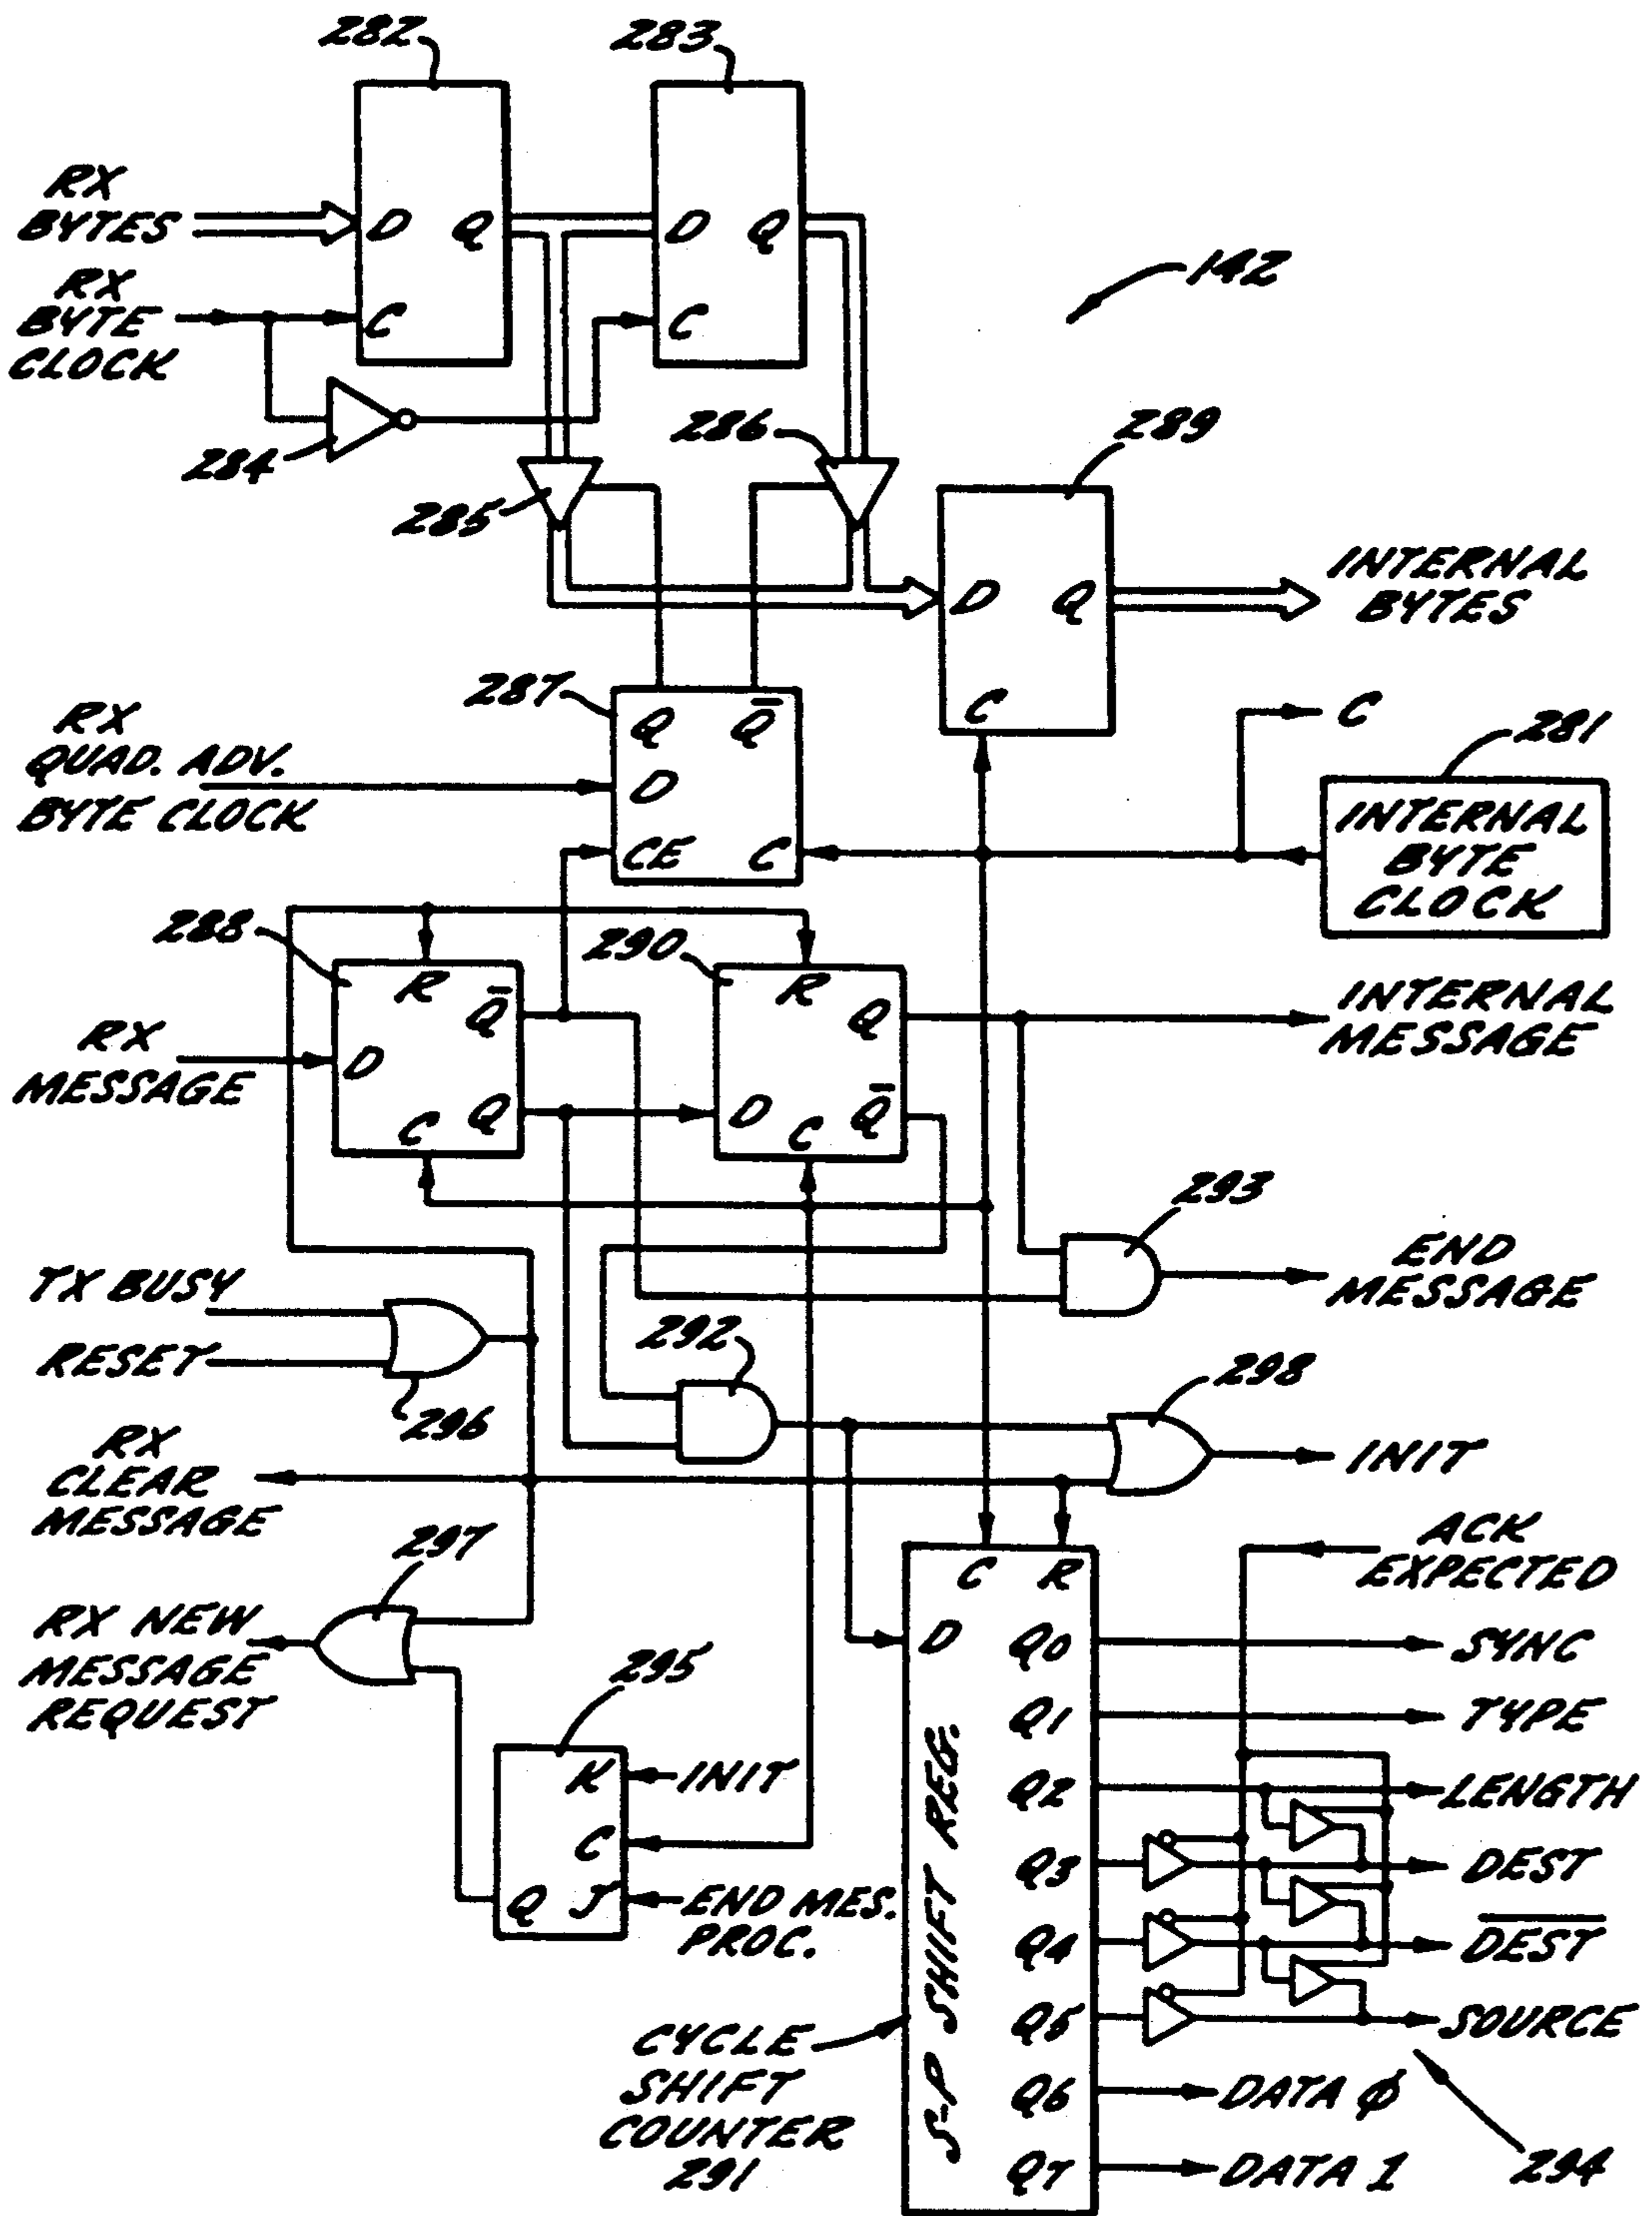 282
283
RX
BYTES
D Q
D Q
RX
BYTE
CLOCK
C
C
142
284
286
289
285
D Q
INTERNAL
BYTES
287
Q Q̅
C
C
281
RX
QUAD. ADV.
BYTE CLOCK
D
CE C
INTERNAL
BYTE
CLOCK
288
290
R
Q̅
R
Q
INTERNAL
MESSAGE
RX
MESSAGE
D
C Q
D C Q̅
293
END
MESSAGE
TX BUSY
RESET
296
292
298
INIT
RX
CLEAR
MESSAGE
297
ACK
EXPECTED
C R
RX NEW
MESSAGE
REQUEST
295
D Q0 SYNC
Q1 TYPE
K INIT
Q2 LENGTH
C
Q3 DEST
Q J END MES.
PROC.
Q4 D̅E̅S̅T̅
S-P SHIFT REG.
Q5 SOURCE
CYCLE
SHIFT
COUNTER
291
Q6 DATA Ø
Q7 DATA 1
294